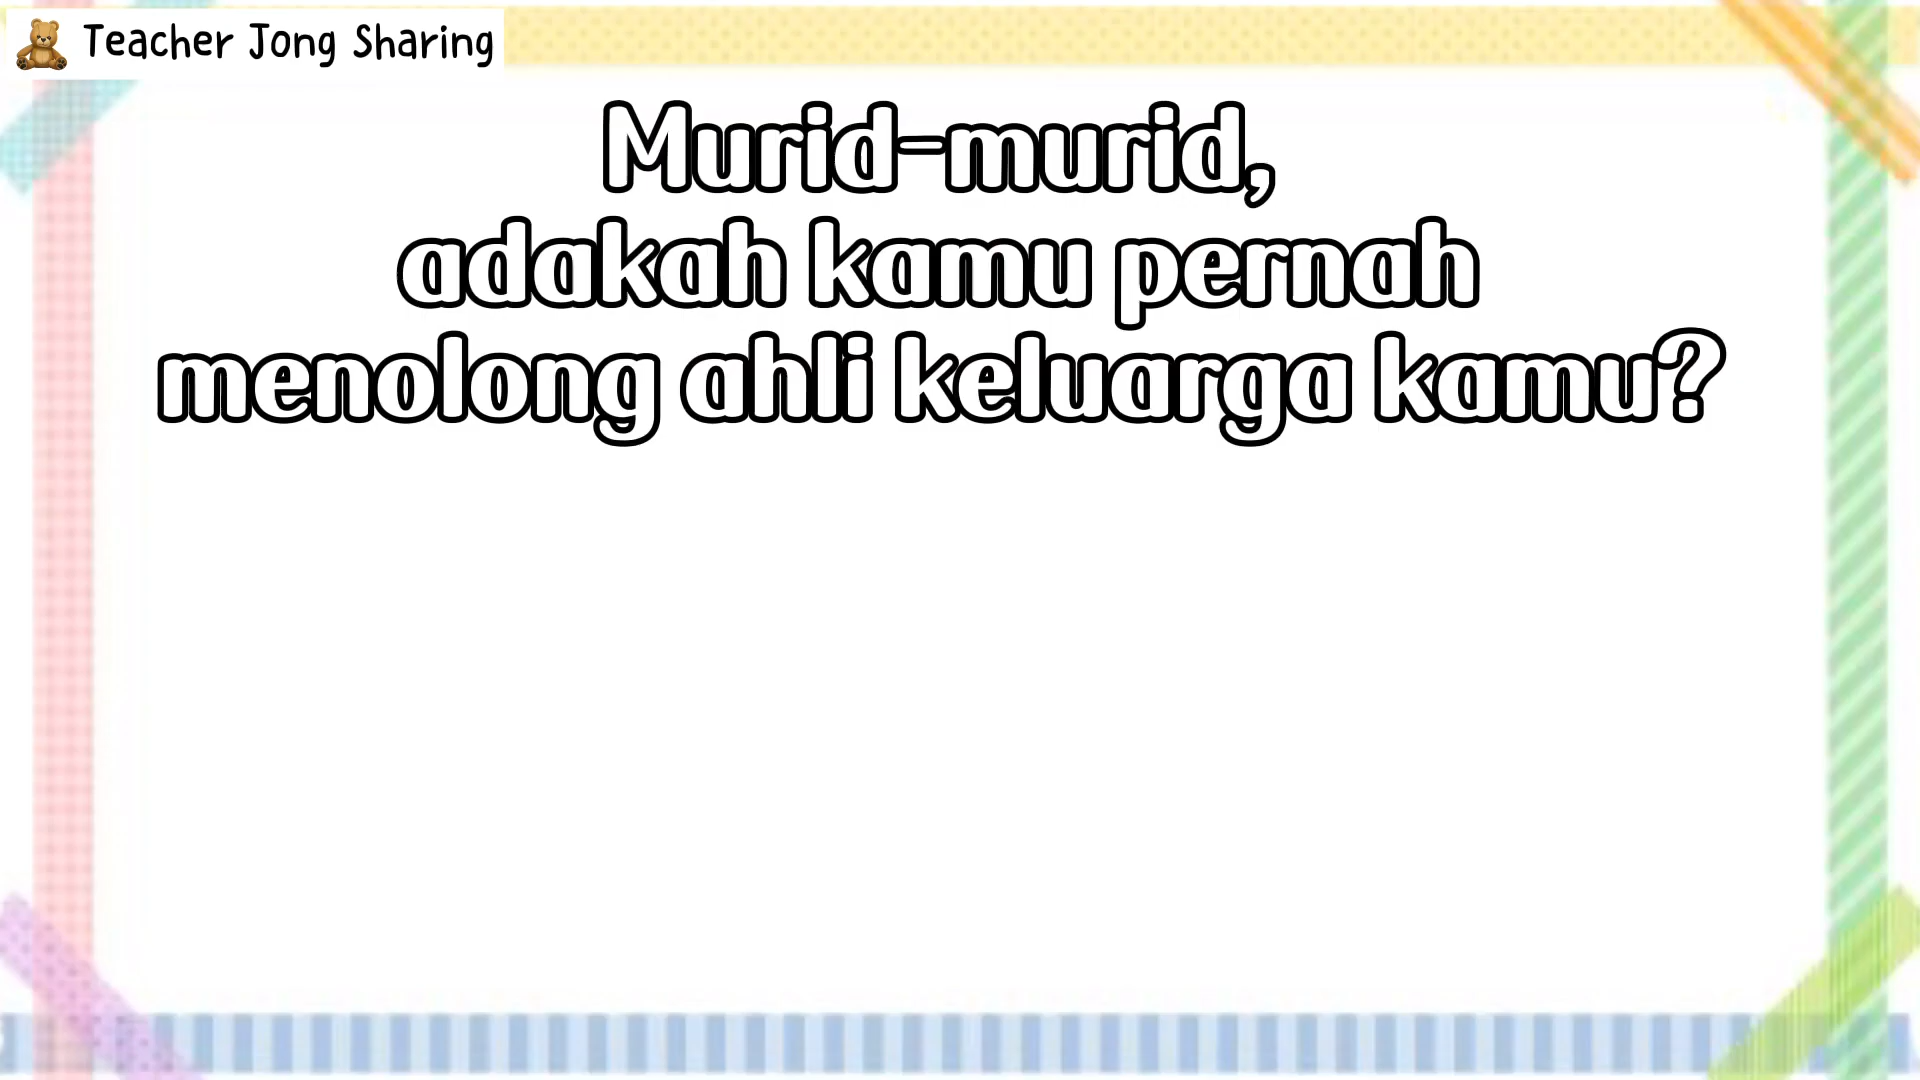 Teacher Jong Sharing
Murid-murid,
adakah kamu pernah
menolong ahli keluarga kamu?